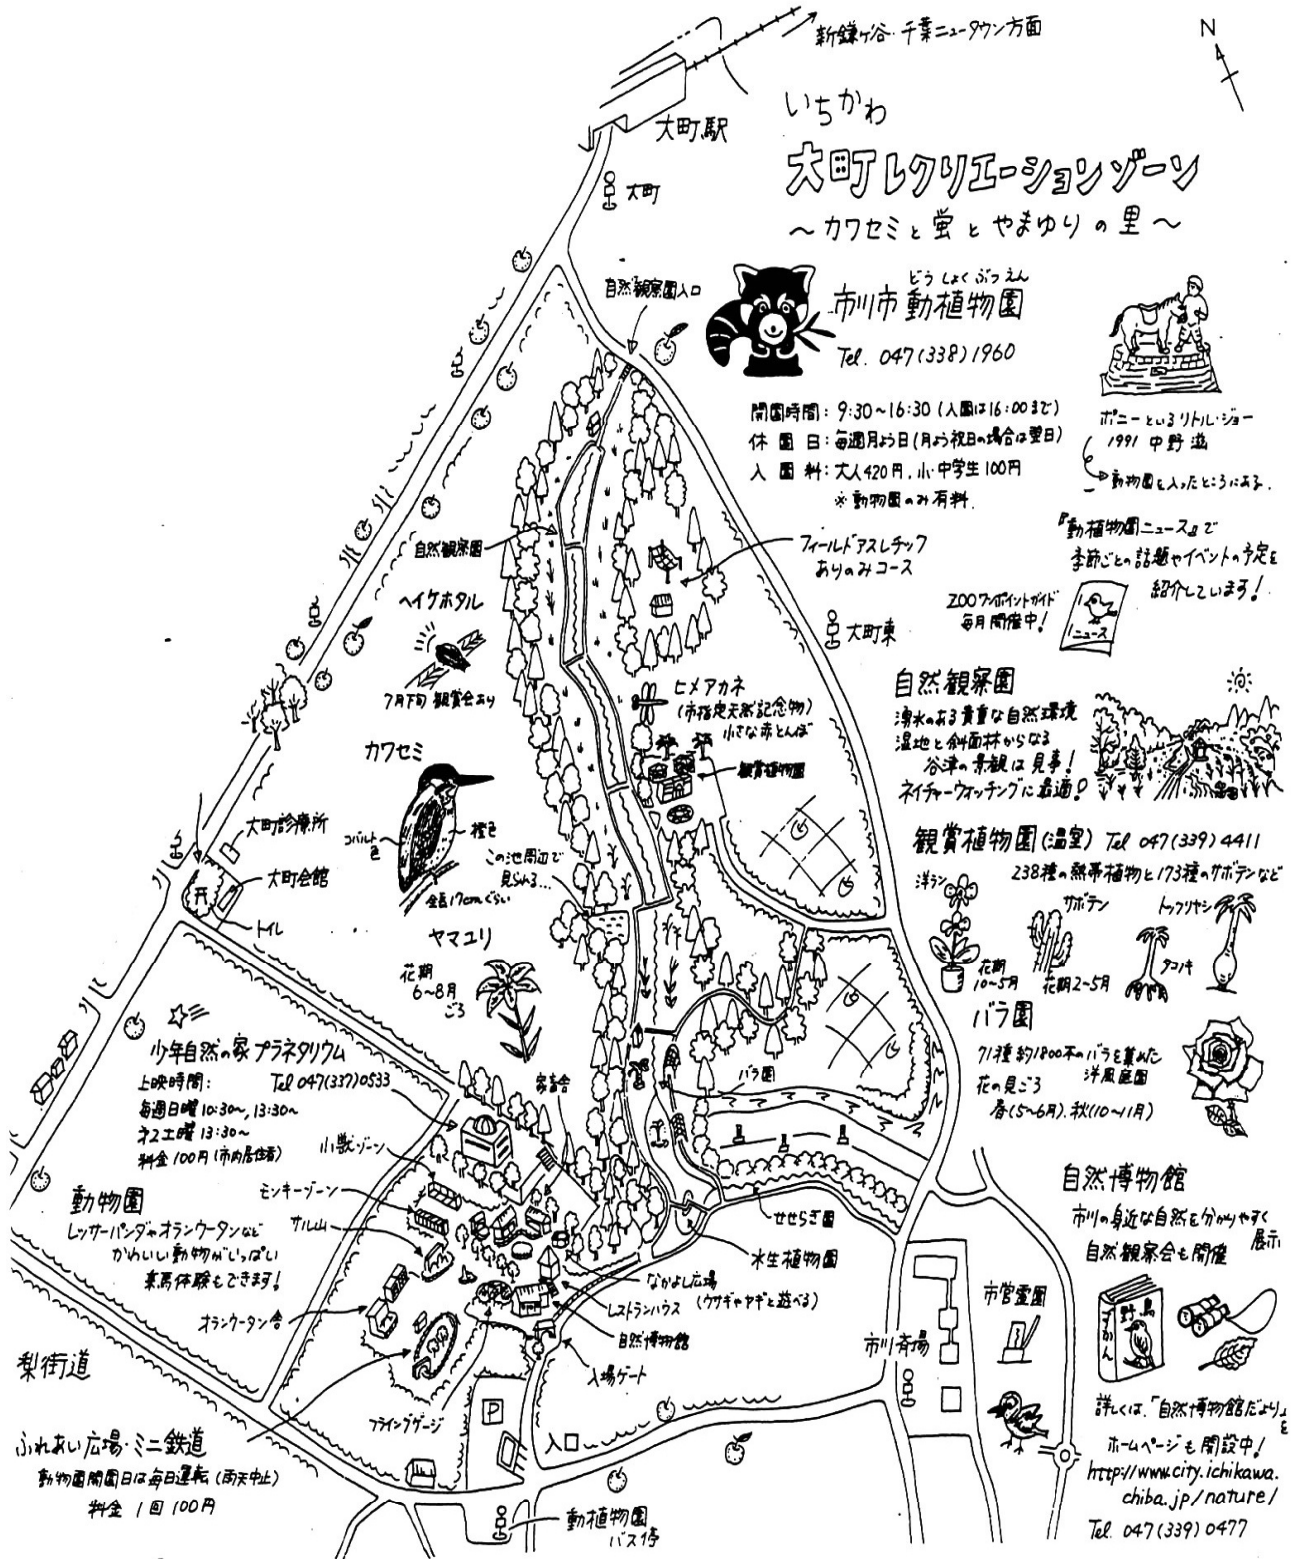 新鎌ヶ谷・千葉ニュータウン方面
N
いちかわ
大町駅
大町レクリエーションゾーン
大町
〜カワセミと蛍とやまゆりの里〜
どうしょくぶつえん
自然観察園入口
市川市動植物園
Tel. 047(338)1960
開園時間: 9:30〜16:30 (入園は16:00まで)
休園日: 毎週月よう日(月よう祝日の場合は翌日)
入園料: 大人420円、小・中学生100円
※動物園のみ有料.
ポニーといるリトル・ジョー
1991 中野滋
動物園を入ったところにある.
『動植物園ニュース』で
季節ごとの話題やイベントの予定を
紹介しています!
ZOOワンポイントガイド
毎月開催中!
ニュース
自然観察園
フィールドアスレチック
ありのみコース
ヘイケホタル
7月下旬 観賞会あり
大町東
ヒメアカネ
(市指定天然記念物)
小さな赤とんぼ
観賞植物園
自然観察園
湧水のある貴重な自然環境
湿地と斜面林からなる
谷津の景観は見事!
ネイチャーウォッチングに最適!
カワセミ
コバルト色
橙色
全長17cmぐらい
この池周辺で
見られる...
大町診療所
大町会館
トイレ
観賞植物園(温室) Tel 047(339)4411
238種の熱帯植物と173種のサボテンなど
洋ラン
花期
10〜5月
サボテン
花期2〜5月
トックリヤシ
タコノキ
ヤマユリ
花期
6〜8月
ごろ
バラ園
71種約1800本のバラを集めた
洋風庭園
花の見ごろ
春(5〜6月)、秋(10〜11月)
少年自然の家プラネタリウム
上映時間:
Tel 047(337)0533
毎週日曜10:30〜, 13:30〜
オ2土曜 13:30〜
料金100円(市内居住者)
家畜舎
バラ園
小獣ゾーン
モンキーゾーン
サル山
動物園
レッサーパンダやオランウータンなど
かわいい動物がいっぱい
乗馬体験もできます!
オランウータン舎
せせらぎ園
水生植物園
なかよし広場
(ウサギやヤギと遊べる)
レストランハウス
自然博物館
入場ゲート
フライングゲージ
自然博物館
市川の身近な自然を分かりやすく
展示
自然観察会も開催
野鳥
ずかん
市営霊園
市川斎場
梨街道
P
入口
ふれあい広場・ミニ鉄道
動物園開園日は毎日運転(雨天中止)
料金 1回100円
動植物園
バス停
詳しくは、「自然博物館だより」を
ホームページも開設中!
http://www.city.ichikawa.
chiba.jp/nature/
Tel. 047(339)0477